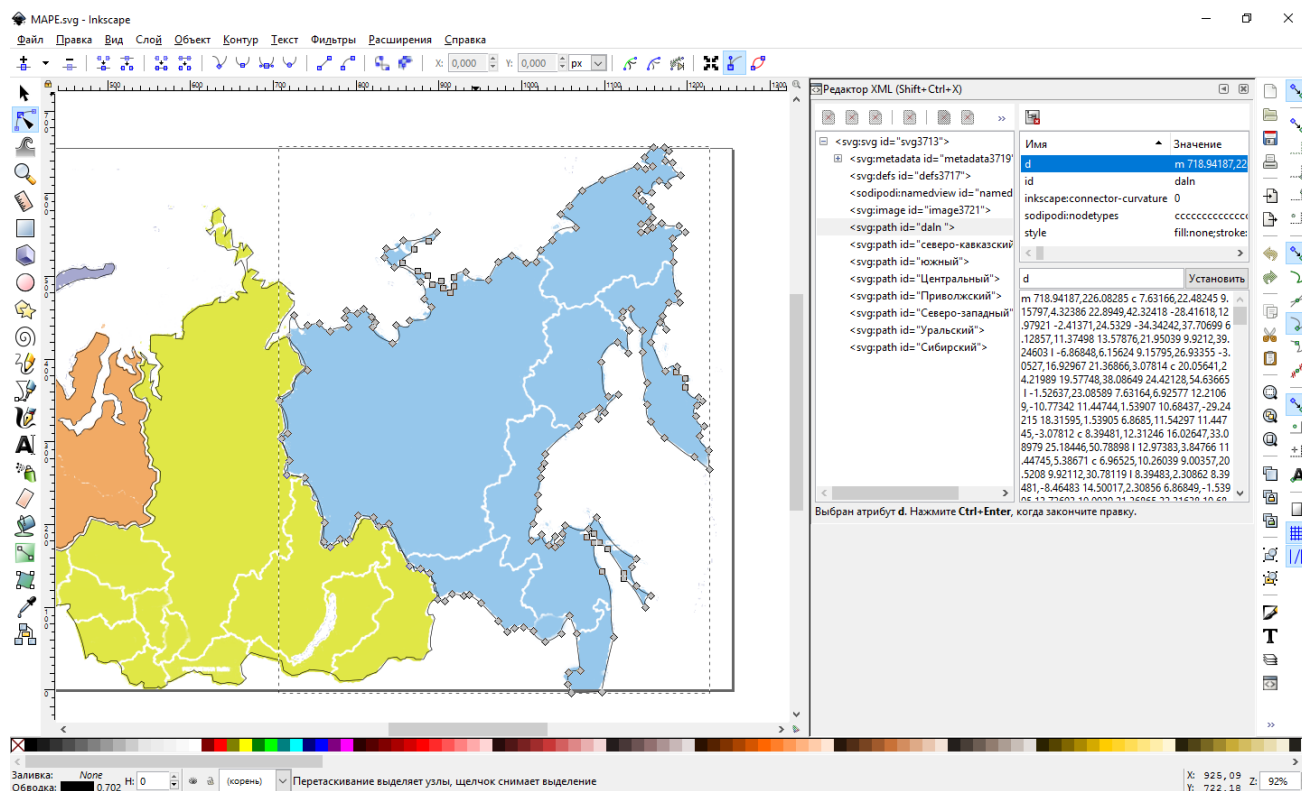 MAPE.svg - Inkscape
Файл Правка Вид Слой Объект Контур Текст Фильтры Расширения Справка
X: 0,000 Y: 0,000 px
500 600 700 800 900 1000 1100 1200 1300
Редактор XML (Shift+Ctrl+X)
<svg:svg id="svg3713">
<svg:metadata id="metadata3719"
<svg:defs id="defs3717">
<sodipodi:namedview id="named
<svg:image id="image3721">
<svg:path id="daln ">
<svg:path id="северо-кавказский
<svg:path id="южный">
<svg:path id="Центральный">
<svg:path id="Приволжский">
<svg:path id="Северо-западный"
<svg:path id="Уральский">
<svg:path id="Сибирский">
Имя Значение
d m 718.94187,22
id daln
inkscape:connector-curvature 0
sodipodi:nodetypes ccccccccccccc
style fill:none;stroke:
d Установить
m 718.94187,226.08285 c 7.63166,22.48245 9.
15797,4.32386 22.8949,42.32418 -28.41618,12
.97921 -2.41371,24.5329 -34.34242,37.70699 6
.12857,11.37498 13.57876,21.95039 9.9212,39.
24603 l -6.86848,6.15624 9.15795,26.93355 -3.
0527,16.92967 21.36866,3.07814 c 20.05641,2
4.21989 19.57748,38.08649 24.42128,54.63665
l -1.52637,23.08589 7.63164,6.92577 12.2106
9,-10.77342 11.44744,1.53907 10.68437,-29.24
215 18.31595,1.53905 6.8685,11.54297 11.447
45,-3.07812 c 8.39481,12.31246 16.02647,33.0
8979 25.18446,50.78898 l 12.97383,3.84766 11
.44745,5.38671 c 6.96525,10.26039 9.00357,20
.5208 9.92112,30.78119 l 8.39483,2.30862 8.39
481,-8.46483 14.50017,2.30856 6.86849,-1.539
Выбран атрибут d. Нажмите Ctrl+Enter, когда закончите правку.
Заливка: None
Обводка: 0.702 Н: 0 (корень) Перетаскивание выделяет узлы, щелчок снимает выделение
X: 925,09
Y: 722.18 Z: 92%